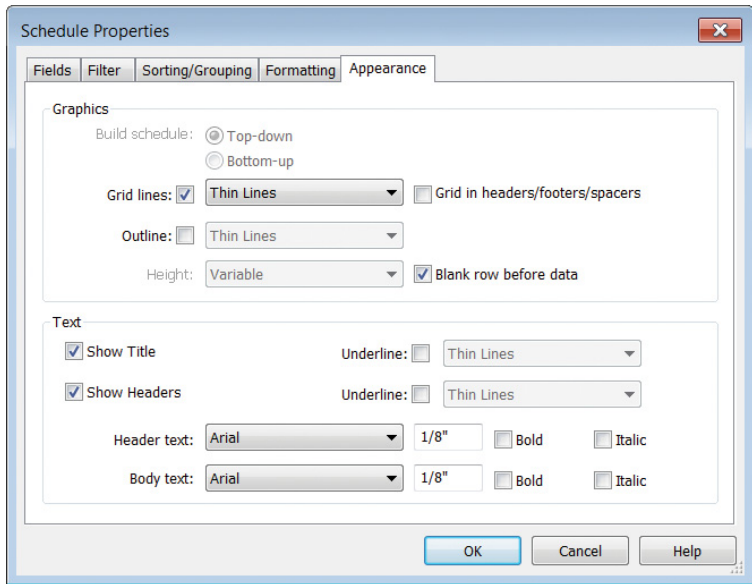 Schedule Properties
Fields Filter Sorting/Grouping Formatting Appearance
Graphics
Build schedule: Top-down
Bottom-up
Grid lines: Thin Lines Grid in headers/footers/spacers
Outline: Thin Lines
Height: Variable Blank row before data
Text
Show Title Underline: Thin Lines
Show Headers Underline: Thin Lines
Header text: Arial 1/8" Bold Italic
Body text: Arial 1/8" Bold Italic
OK Cancel Help